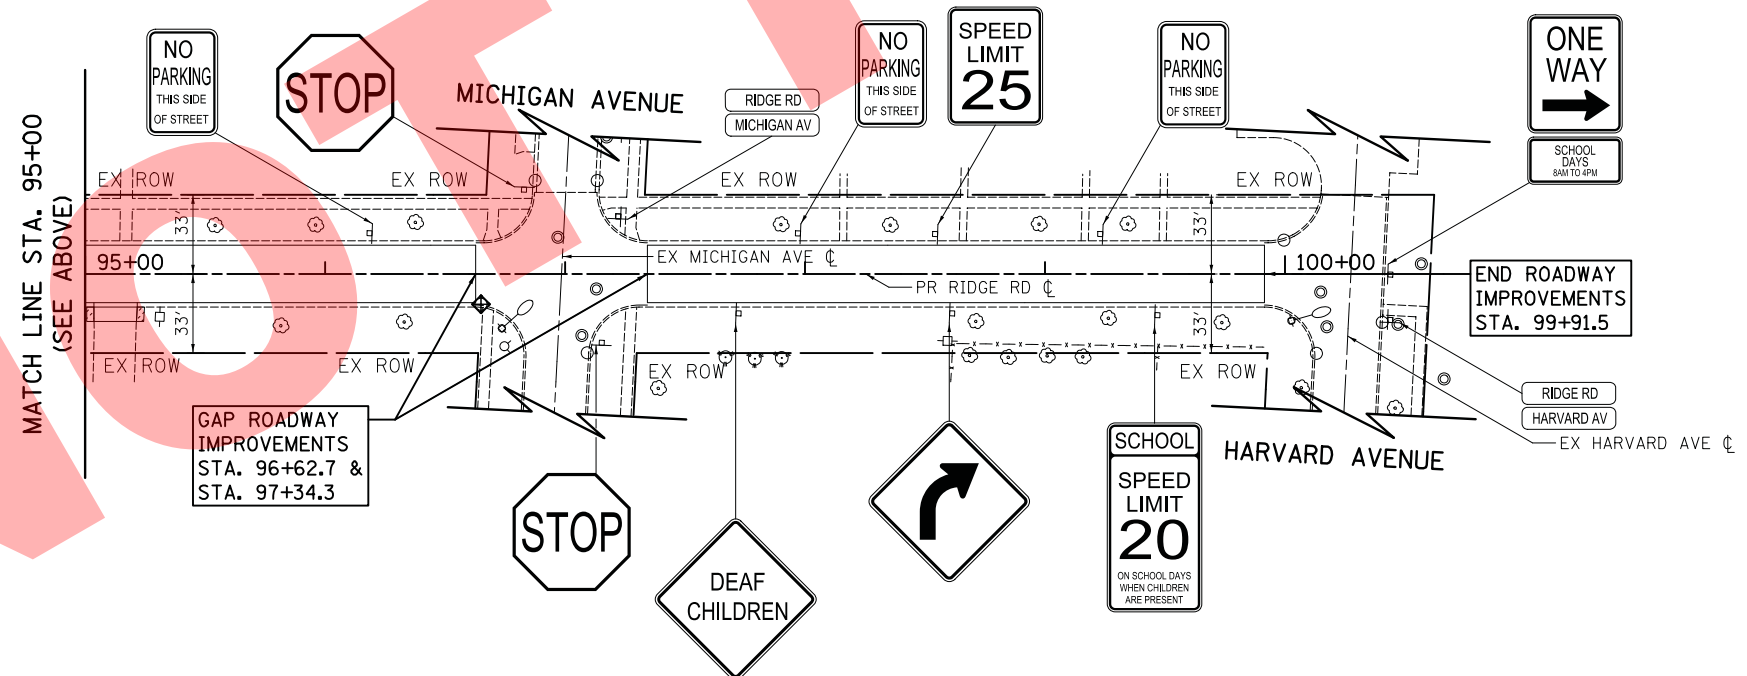 NO
PARKING
THIS SIDE
OF STREET
STOP
MICHIGAN AVENUE
RIDGE RD
MICHIGAN AV
NO
PARKING
THIS SIDE
OF STREET
SPEED
LIMIT
25
NO
PARKING
THIS SIDE
OF STREET
ONE
WAY
SCHOOL
DAYS
8AM TO 4PM
MATCH LINE STA. 95+00
(SEE ABOVE)
EX ROW
EX ROW
EX ROW
EX ROW
33'
33'
95+00
EX MICHIGAN AVE ℄
100+00
PR RIDGE RD ℄
END ROADWAY
IMPROVEMENTS
STA. 99+91.5
33'
33'
EX ROW
EX ROW
EX ROW
EX ROW
GAP ROADWAY
IMPROVEMENTS
STA. 96+62.7 &
STA. 97+34.3
RIDGE RD
HARVARD AV
EX HARVARD AVE ℄
HARVARD AVENUE
STOP
DEAF
CHILDREN
SCHOOL
SPEED
LIMIT
20
ON SCHOOL DAYS
WHEN CHILDREN
ARE PRESENT